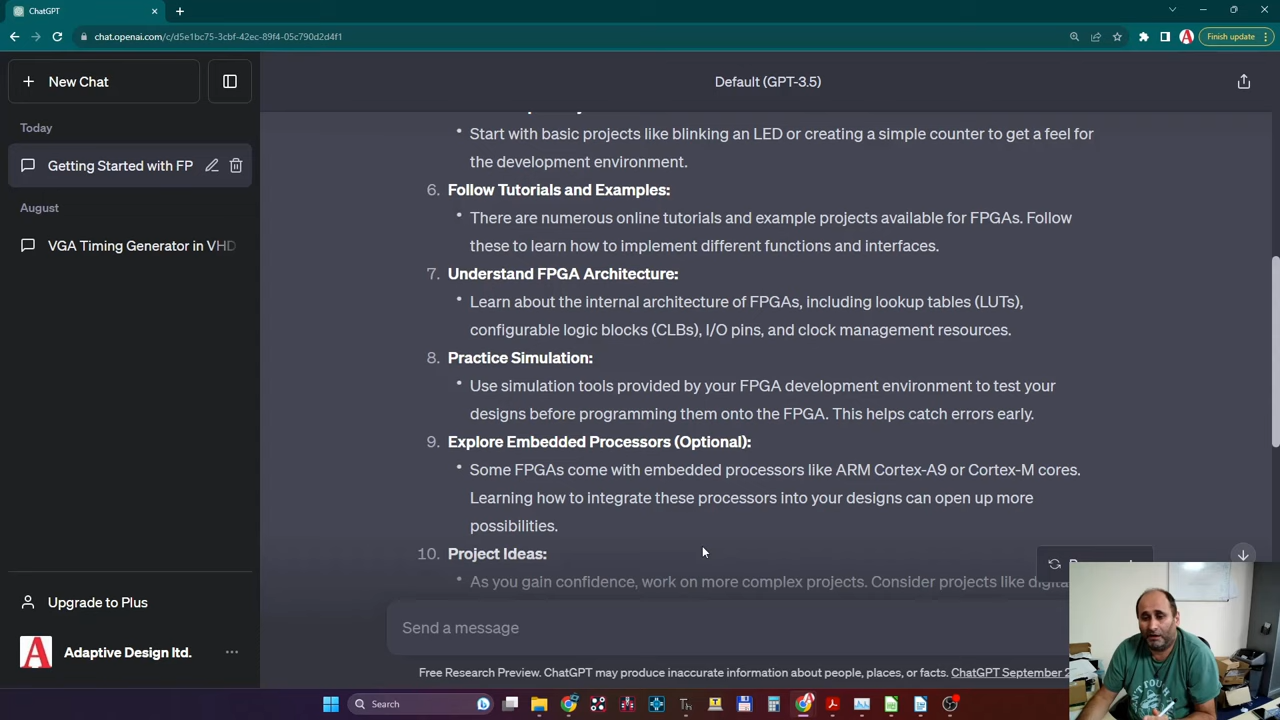 ChatGPT
chat.openai.com/c/d5e1bc75-3cbf-42ec-89f4-05c790d2d4f1
Finish update
New Chat
Default (GPT-3.5)
Today
Getting Started with FP
August
VGA Timing Generator in VHD
Start with basic projects like blinking an LED or creating a simple counter to get a feel for
the development environment.
6. Follow Tutorials and Examples:
There are numerous online tutorials and example projects available for FPGAs. Follow
these to learn how to implement different functions and interfaces.
7. Understand FPGA Architecture:
Learn about the internal architecture of FPGAs, including lookup tables (LUTs),
configurable logic blocks (CLBs), I/O pins, and clock management resources.
8. Practice Simulation:
Use simulation tools provided by your FPGA development environment to test your
designs before programming them onto the FPGA. This helps catch errors early.
9. Explore Embedded Processors (Optional):
Some FPGAs come with embedded processors like ARM Cortex-A9 or Cortex-M cores.
Learning how to integrate these processors into your designs can open up more
possibilities.
10. Project Ideas:
As you gain confidence, work on more complex projects. Consider projects like digita
Send a message
Free Research Preview. ChatGPT may produce inaccurate information about people, places, or facts. ChatGPT September 2
Upgrade to Plus
Adaptive Design ltd.
Search